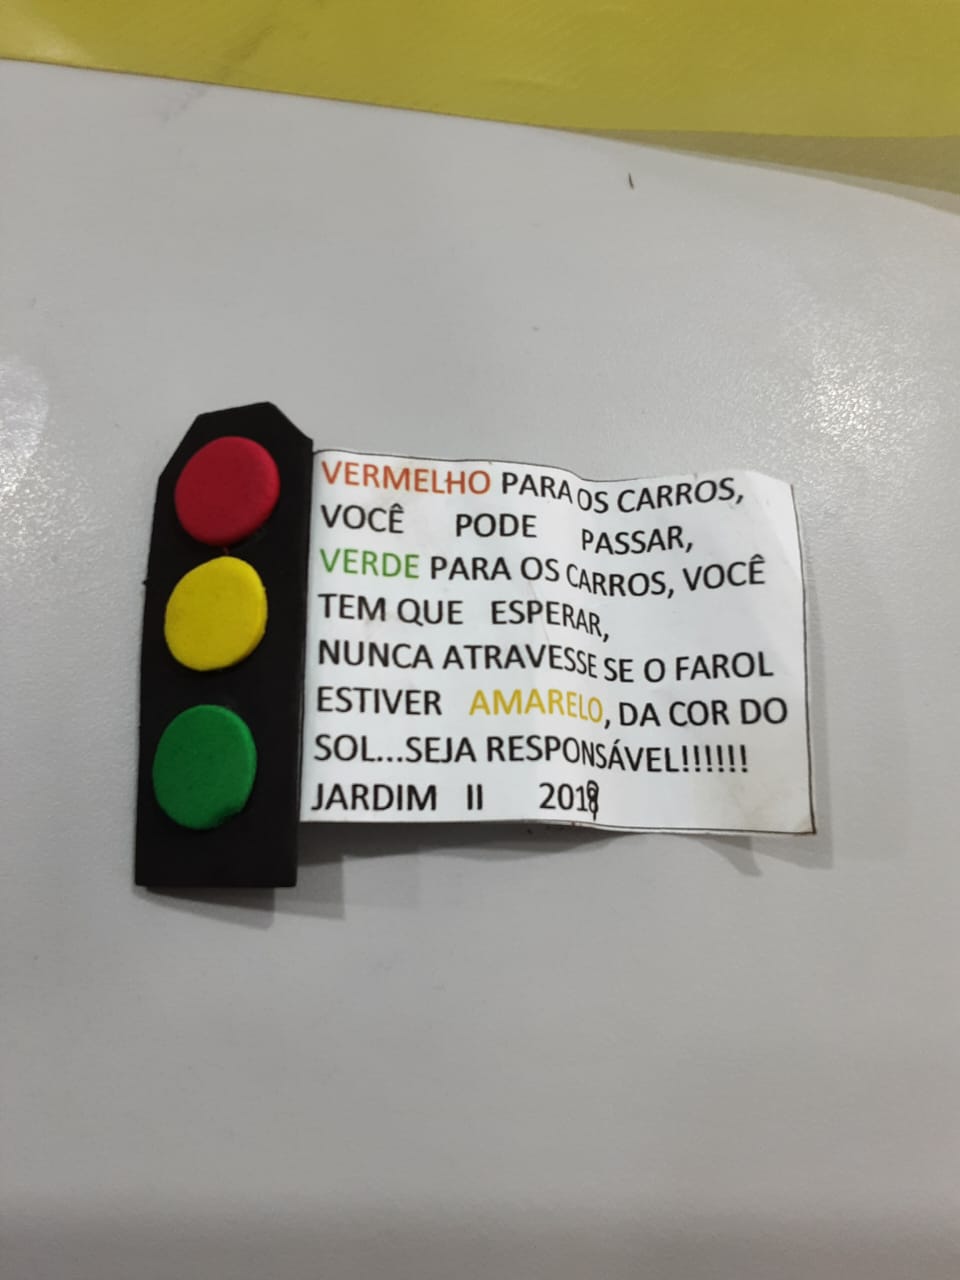 VERMELHO PARA OS CARROS,
VOCÊ PODE PASSAR,
VERDE PARA OS CARROS, VOCÊ
TEM QUE ESPERAR,
NUNCA ATRAVESSE SE O FAROL
ESTIVER AMARELO, DA COR DO
SOL...SEJA RESPONSÁVEL!!!!!!
JARDIM II